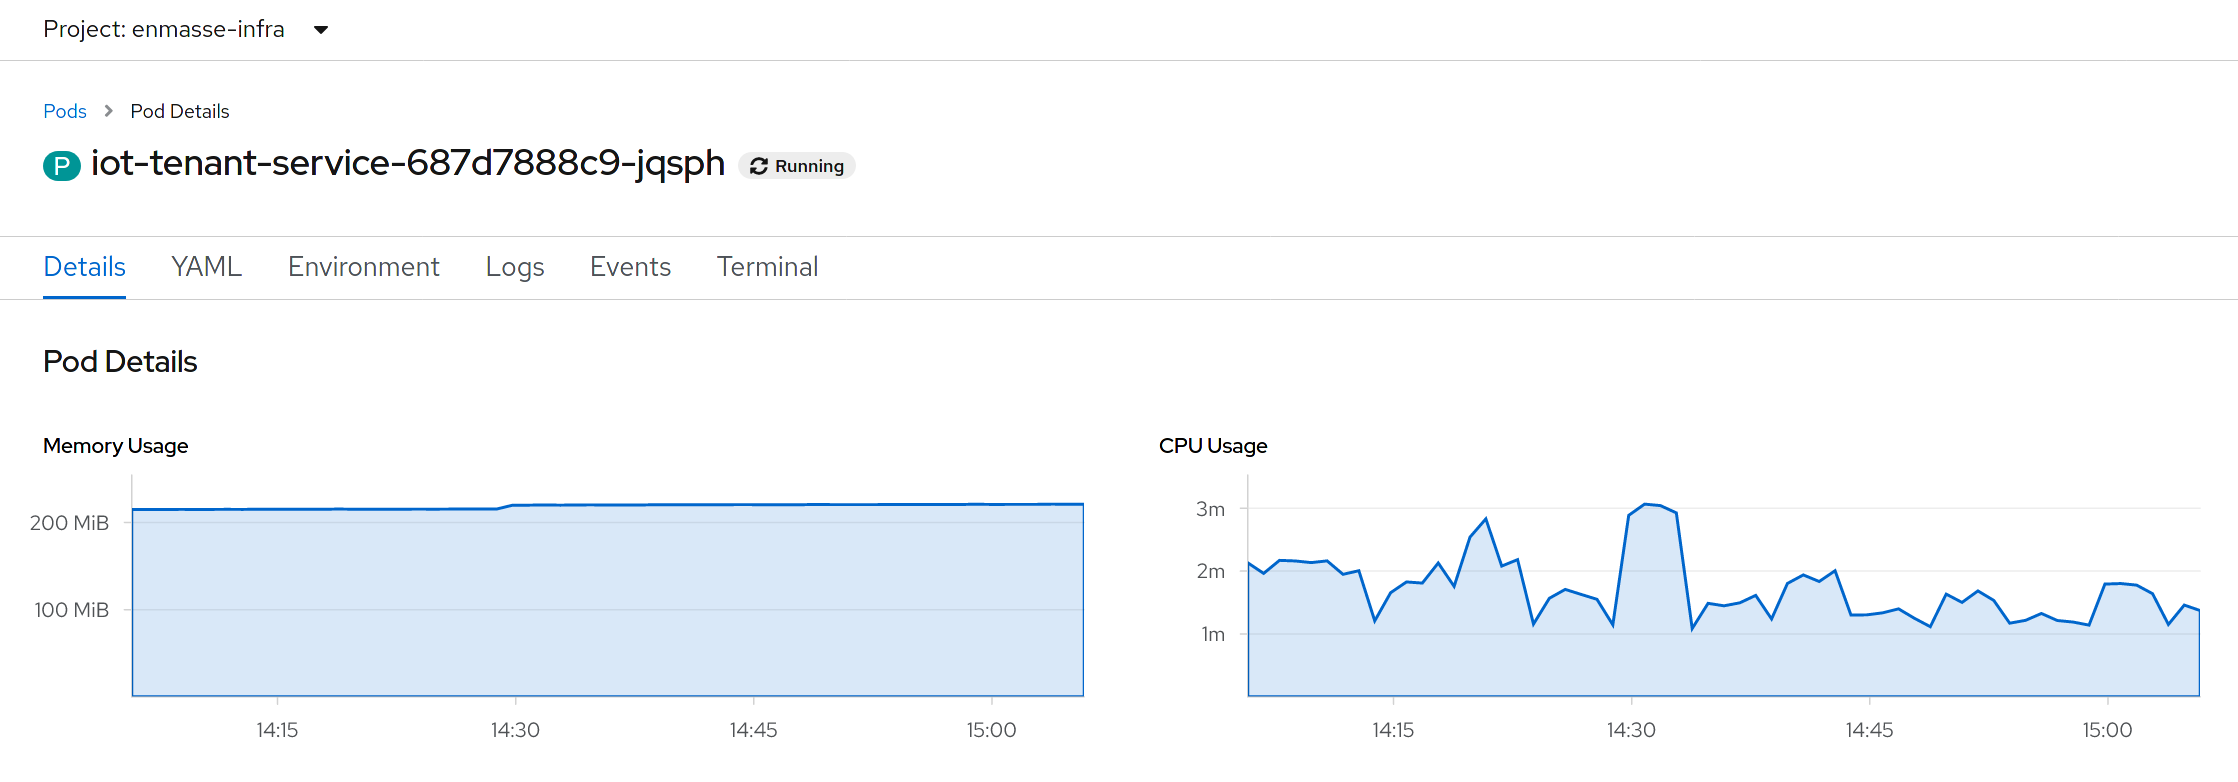 Project: enmasse-infra
Pods > Pod Details
P iot-tenant-service-687d7888c9-jqsph Running
Details YAML Environment Logs Events Terminal
Pod Details
Memory Usage
200 MiB
100 MiB
14:15 14:30 14:45 15:00
CPU Usage
3m
2m
1m
14:15 14:30 14:45 15:00